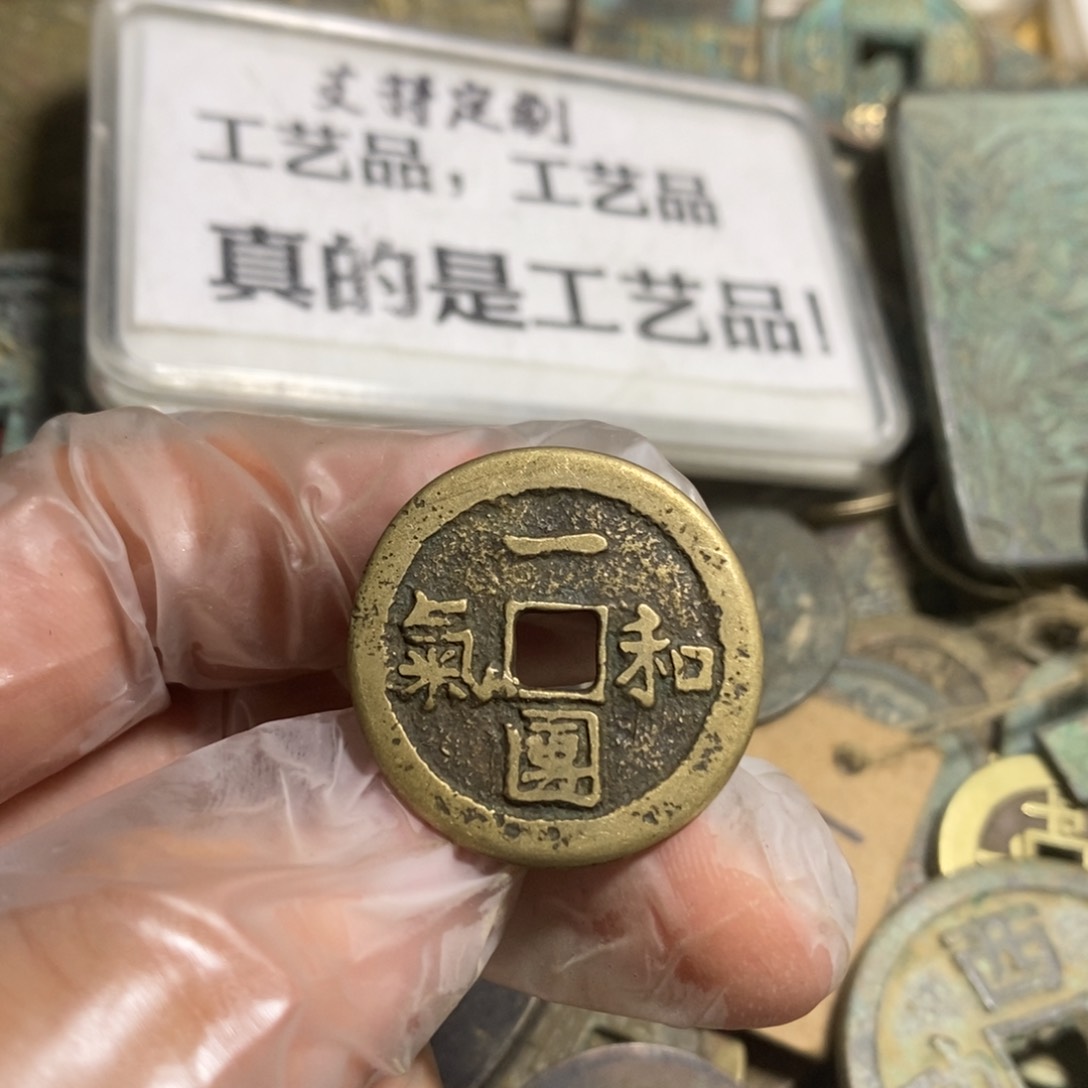 支持定制
工艺品，工艺品
真的是工艺品!
一團和氣